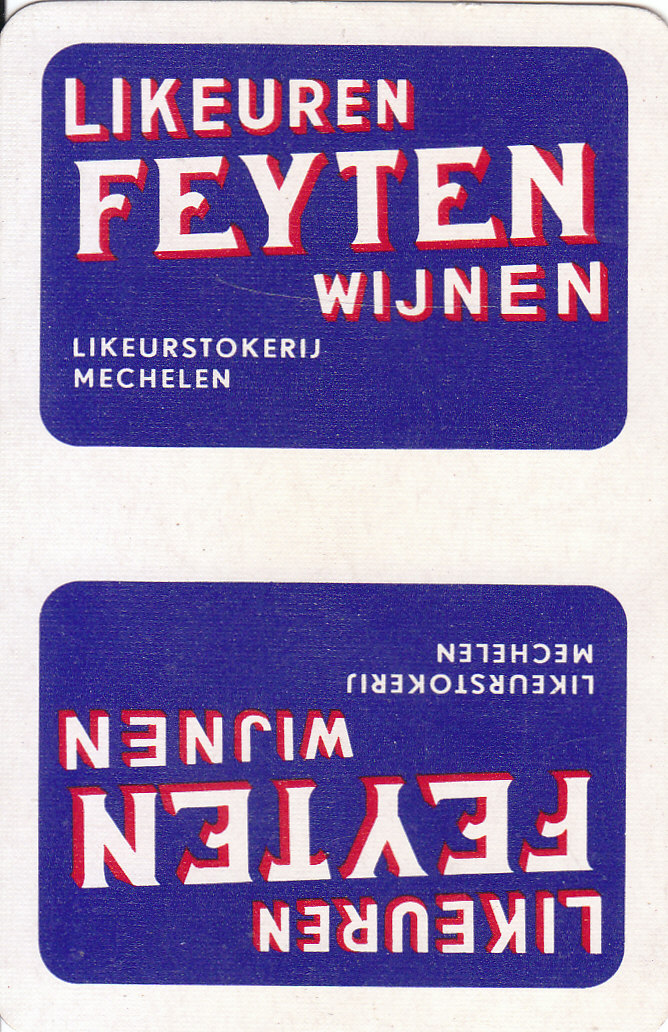 LIKEUREN
FEYTEN
WIJNEN
LIKEURSTOKERIJ
MECHELEN
LIKEUREN
FEYTEN
WIJNEN
LIKEURSTOKERIJ
MECHELEN